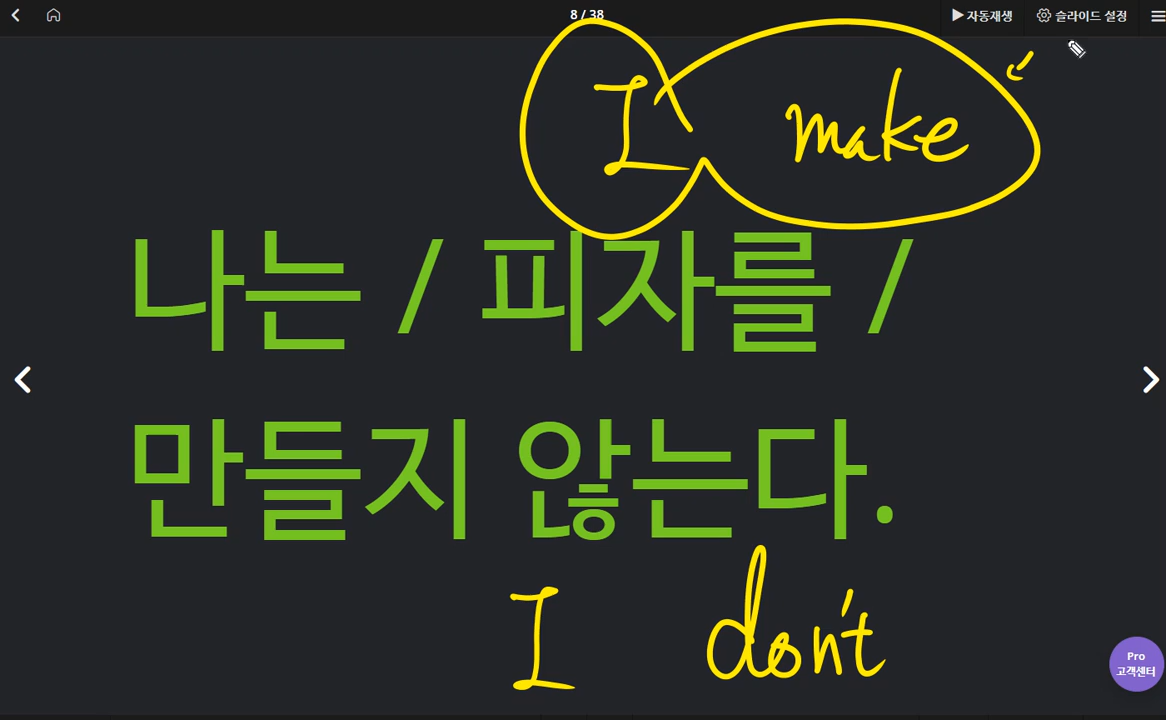 8 / 38
자동재생
슬라이드 설정
I make
나는 / 피자를 /
만들지 않는다.
I don't
Pro
고객센터